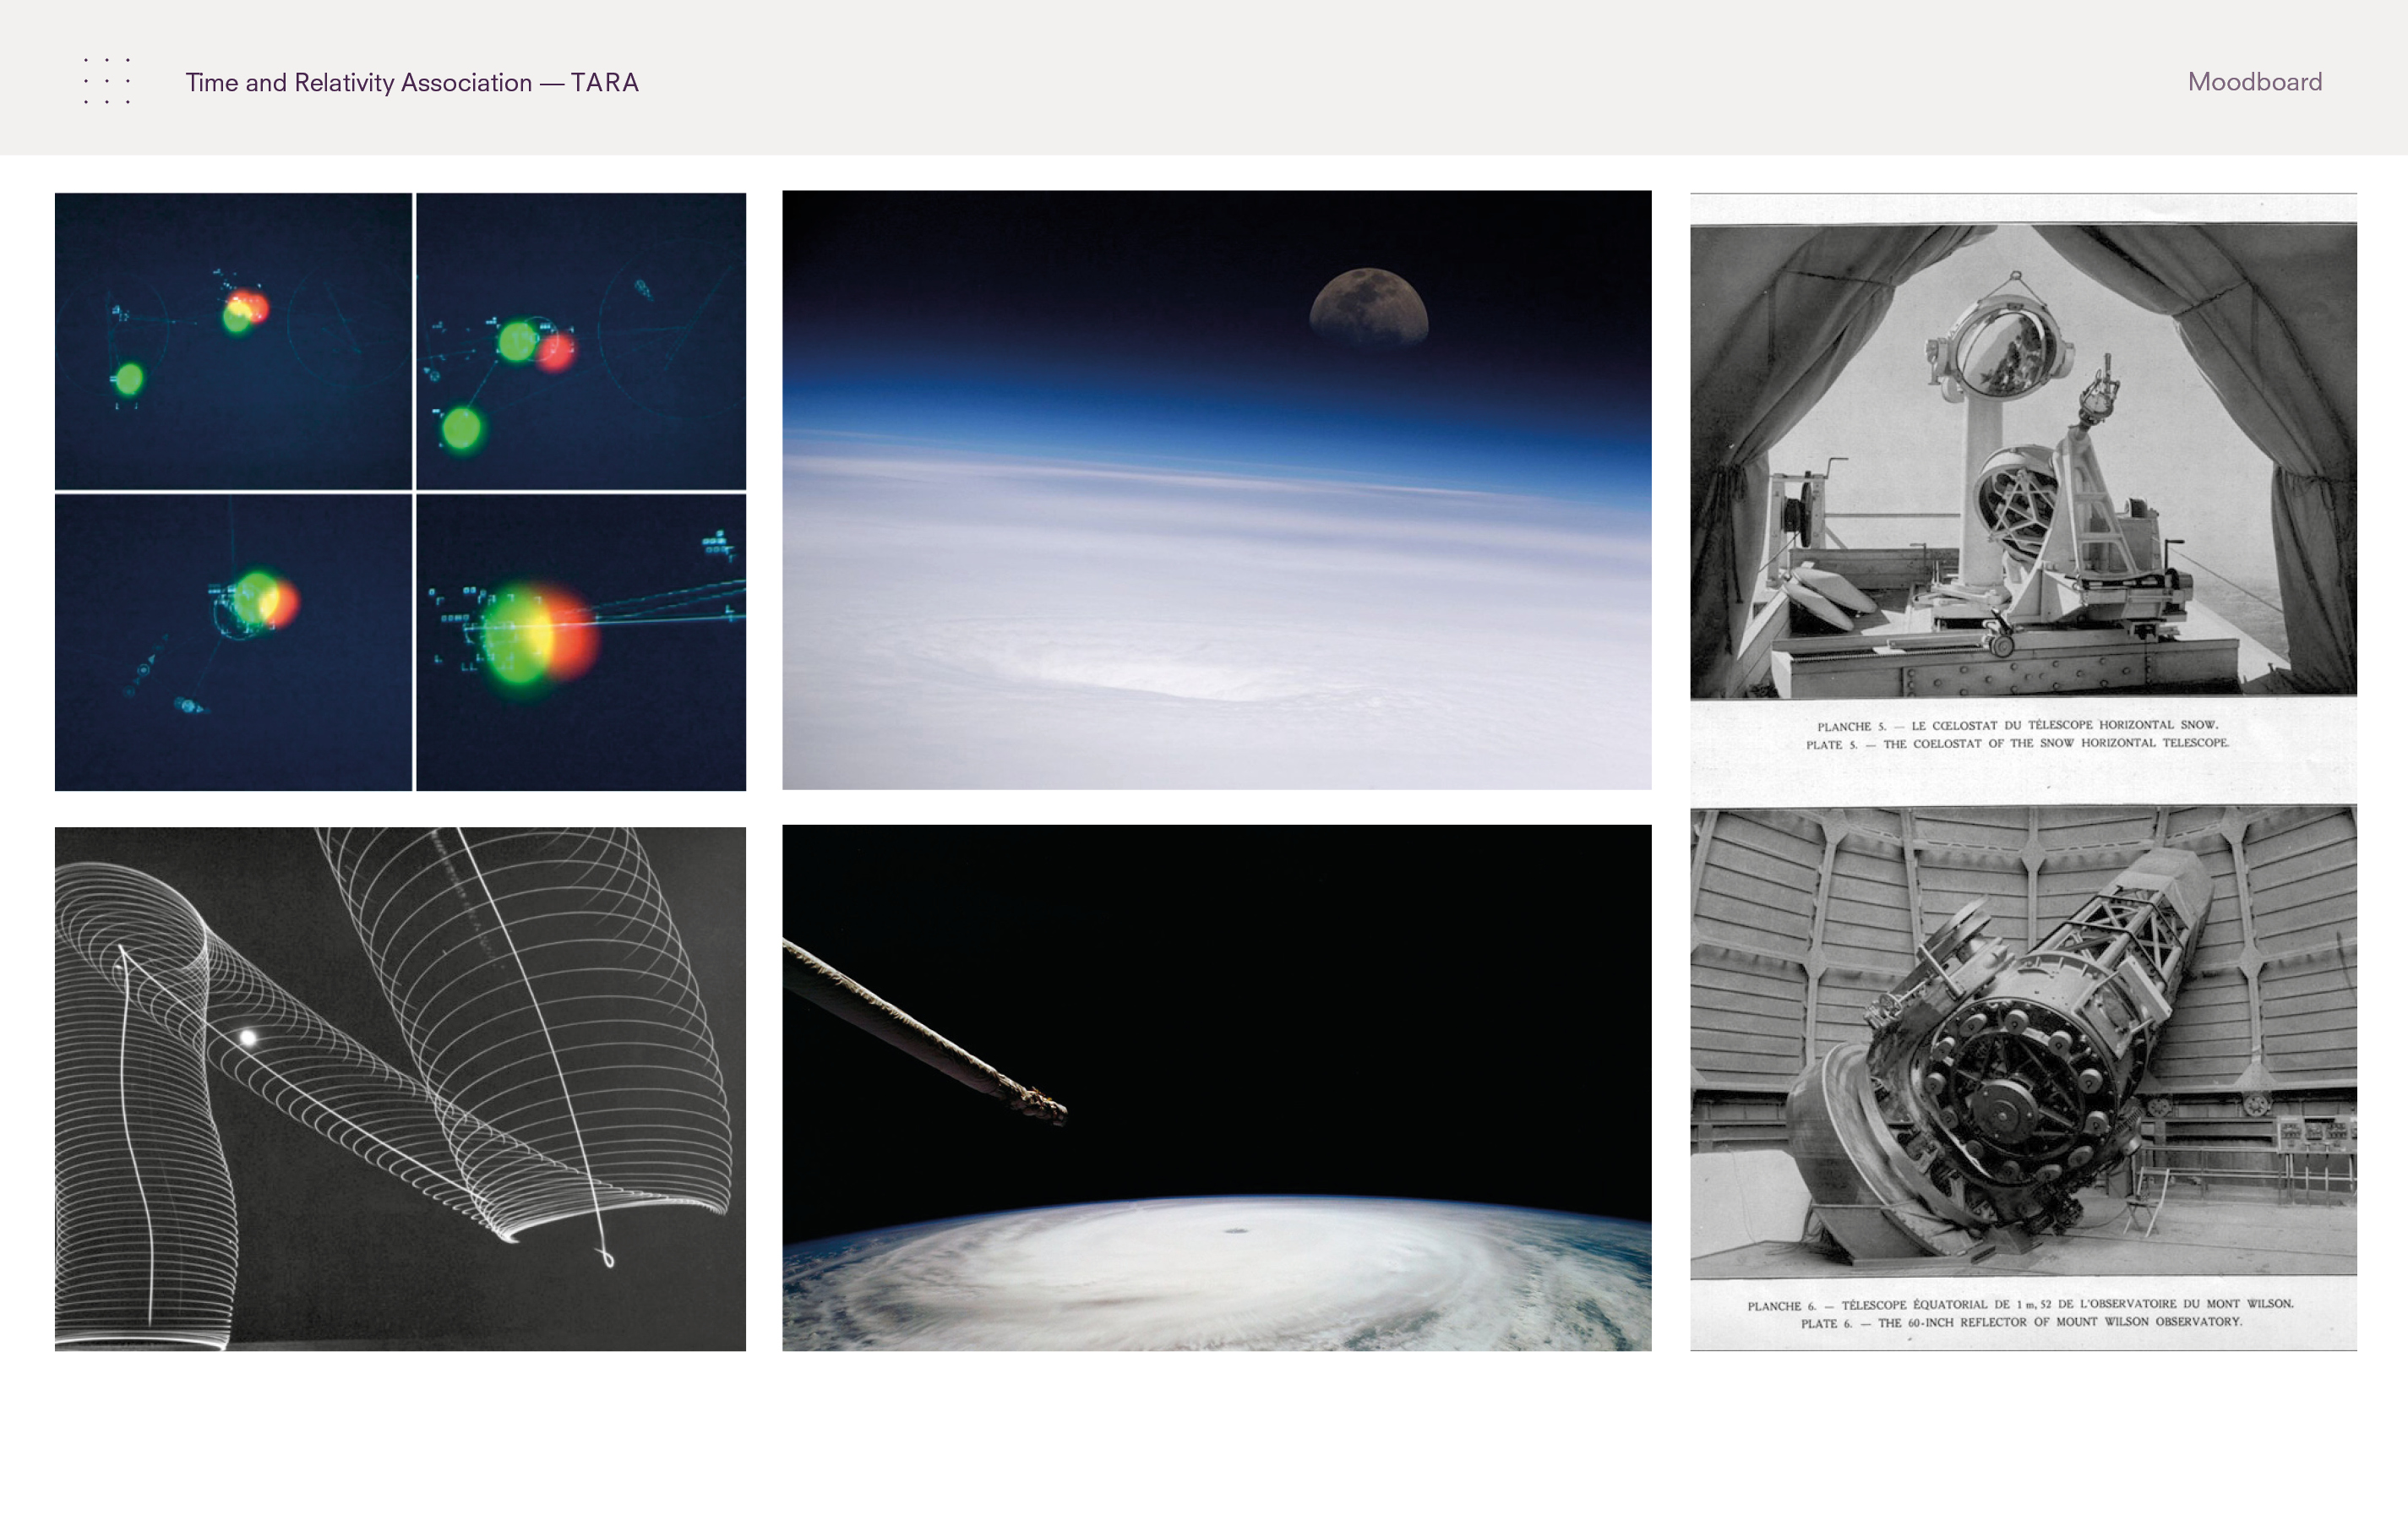 Time and Relativity Association — TARA
Moodboard
PLANCHE 5. — LE CŒLOSTAT DU TÉLESCOPE HORIZONTAL SNOW.
PLATE 5. — THE COELOSTAT OF THE SNOW HORIZONTAL TELESCOPE.
PLANCHE 6. — TÉLESCOPE ÉQUATORIAL DE 1 m, 52 DE L'OBSERVATOIRE DU MONT WILSON.
PLATE 6. — THE 60-INCH REFLECTOR OF MOUNT WILSON OBSERVATORY.